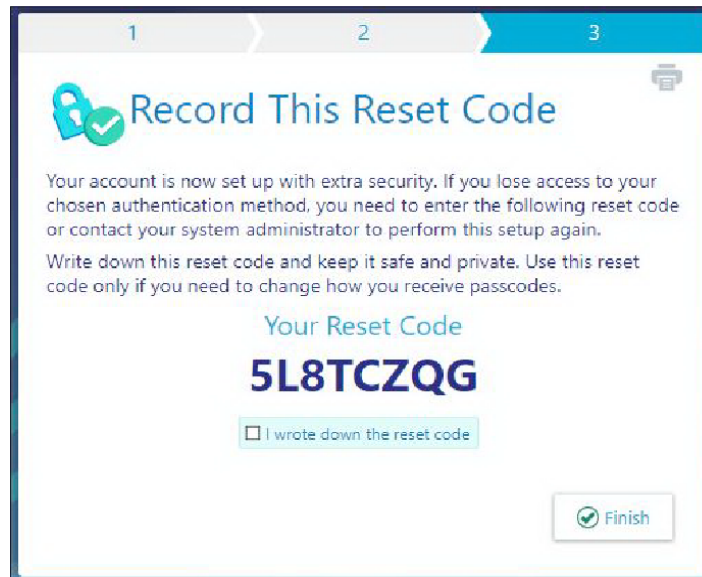 1 2 3
Record This Reset Code
Your account is now set up with extra security. If you lose access to your
chosen authentication method, you need to enter the following reset code
or contact your system administrator to perform this setup again.
Write down this reset code and keep it safe and private. Use this reset
code only if you need to change how you receive passcodes.
Your Reset Code
5L8TCZQG
I wrote down the reset code
Finish